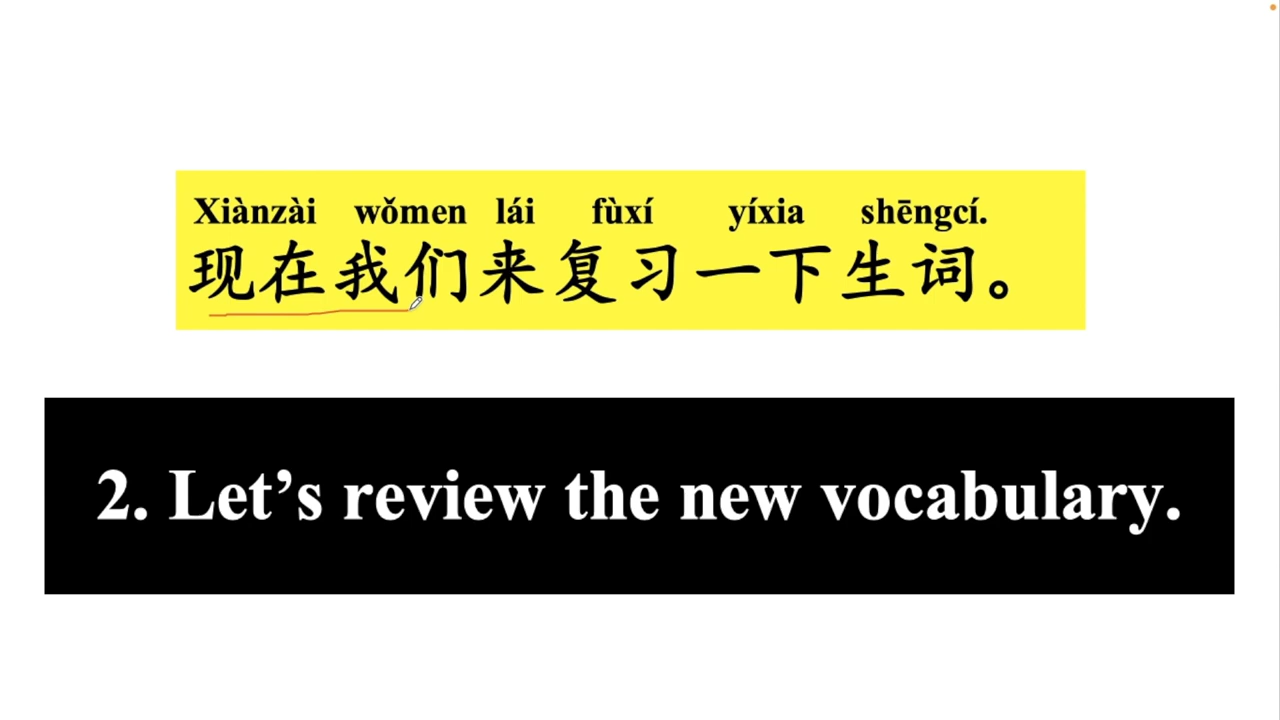 Xiànzài wǒmen lái fùxí yíxia shēngcí.
现在我们来复习一下生词。
2. Let’s review the new vocabulary.